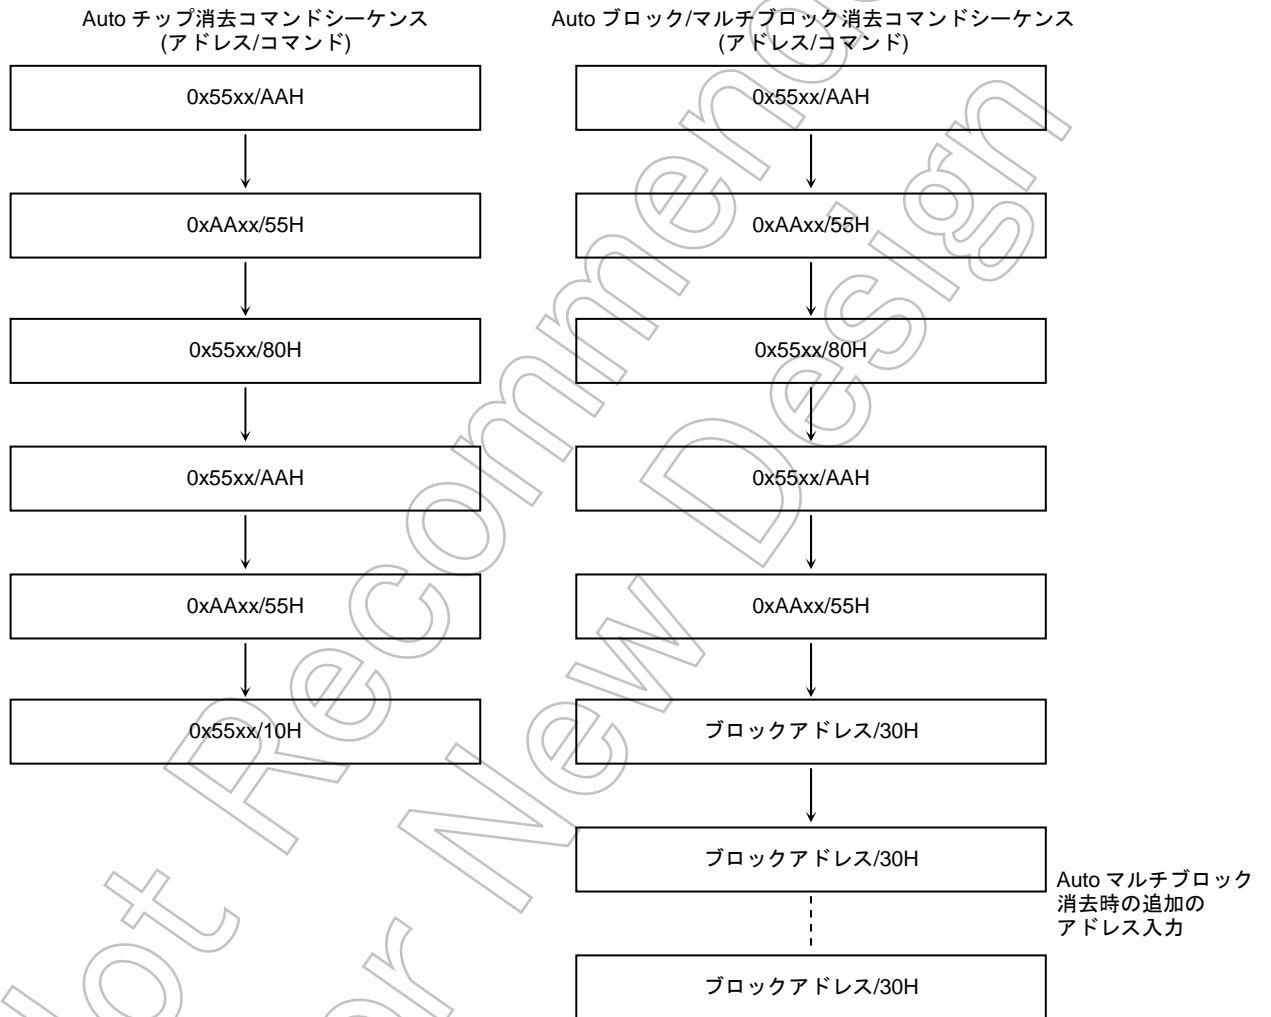 Auto チップ消去コマンドシーケンス
(アドレス/コマンド)
0x55xx/AAH
0xAAxx/55H
0x55xx/80H
0x55xx/AAH
0xAAxx/55H
0x55xx/10H
Auto ブロック/マルチブロック消去コマンドシーケンス
(アドレス/コマンド)
0x55xx/AAH
0xAAxx/55H
0x55xx/80H
0x55xx/AAH
0xAAxx/55H
ブロックアドレス/30H
ブロックアドレス/30H
Auto マルチブロック
消去時の追加の
アドレス入力
ブロックアドレス/30H
Not Recommended
for New Design